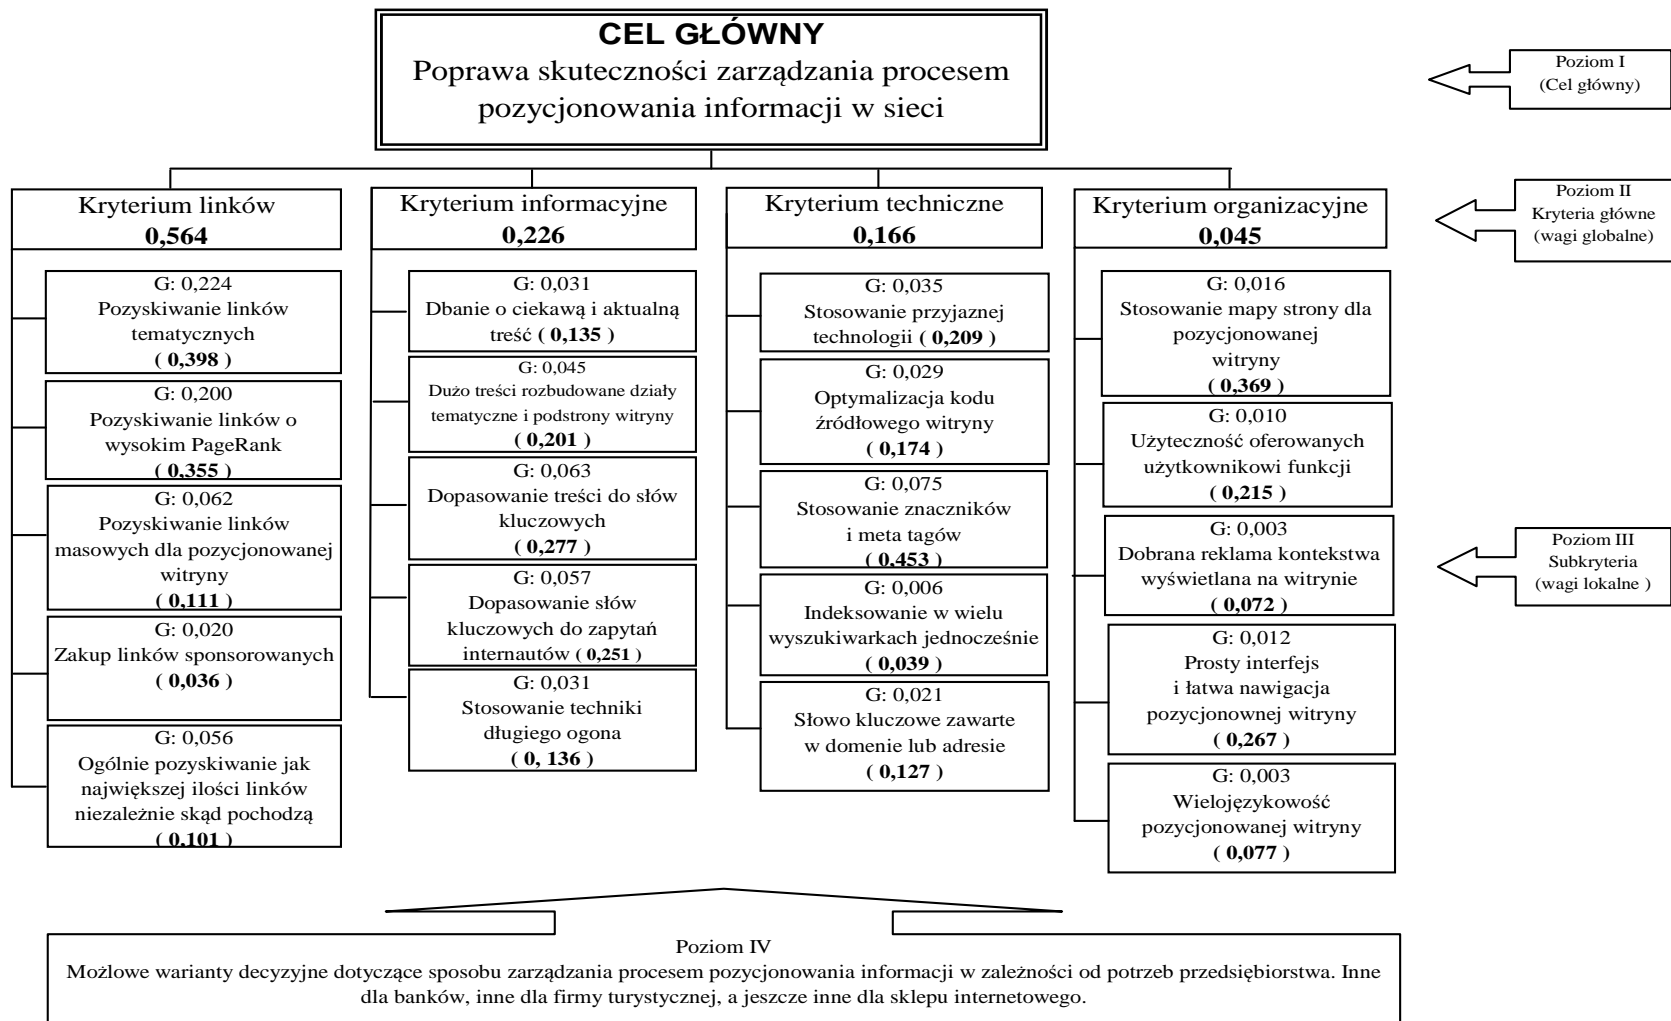 CEL GŁÓWNY
Poprawa skuteczności zarządzania procesem
pozycjonowania informacji w sieci
Poziom I
(Cel główny)
Kryterium linków
0,564
Kryterium informacyjne
0,226
Kryterium techniczne
0,166
Kryterium organizacyjne
0,045
Poziom II
Kryteria główne
(wagi globalne)
G: 0,224
Pozyskiwanie linków
tematycznych
( 0,398 )
G: 0,200
Pozyskiwanie linków o
wysokim PageRank
( 0,355 )
G: 0,062
Pozyskiwanie linków
masowych dla pozycjonowanej
witryny
( 0,111 )
G: 0,020
Zakup linków sponsorowanych
( 0,036 )
G: 0,056
Ogólnie pozyskiwanie jak
największej ilości linków
niezależnie skąd pochodzą
( 0,101 )
G: 0,031
Dbanie o ciekawą i aktualną
treść ( 0,135 )
G: 0,045
Dużo treści rozbudowane działy
tematyczne i podstrony witryny
( 0,201 )
G: 0,063
Dopasowanie treści do słów
kluczowych
( 0,277 )
G: 0,057
Dopasowanie słów
kluczowych do zapytań
internautów ( 0,251 )
G: 0,031
Stosowanie techniki
długiego ogona
( 0, 136 )
G: 0,035
Stosowanie przyjaznej
technologii ( 0,209 )
G: 0,029
Optymalizacja kodu
źródłowego witryny
( 0,174 )
G: 0,075
Stosowanie znaczników
i meta tagów
( 0,453 )
G: 0,006
Indeksowanie w wielu
wyszukiwarkach jednocześnie
( 0,039 )
G: 0,021
Słowo kluczowe zawarte
w domenie lub adresie
( 0,127 )
G: 0,016
Stosowanie mapy strony dla
pozycjonowanej
witryny
( 0,369 )
G: 0,010
Użyteczność oferowanych
użytkownikowi funkcji
( 0,215 )
G: 0,003
Dobrana reklama kontekstwa
wyświetlana na witrynie
( 0,072 )
G: 0,012
Prosty interfejs
i łatwa nawigacja
pozycjonownej witryny
( 0,267 )
G: 0,003
Wielojęzykowość
pozycjonowanej witryny
( 0,077 )
Poziom III
Subkryteria
(wagi lokalne )
Poziom IV
Możlowe warianty decyzyjne dotyczące sposobu zarządzania procesem pozycjonowania informacji w zależności od potrzeb przedsiębiorstwa. Inne
dla banków, inne dla firmy turystycznej, a jeszcze inne dla sklepu internetowego.